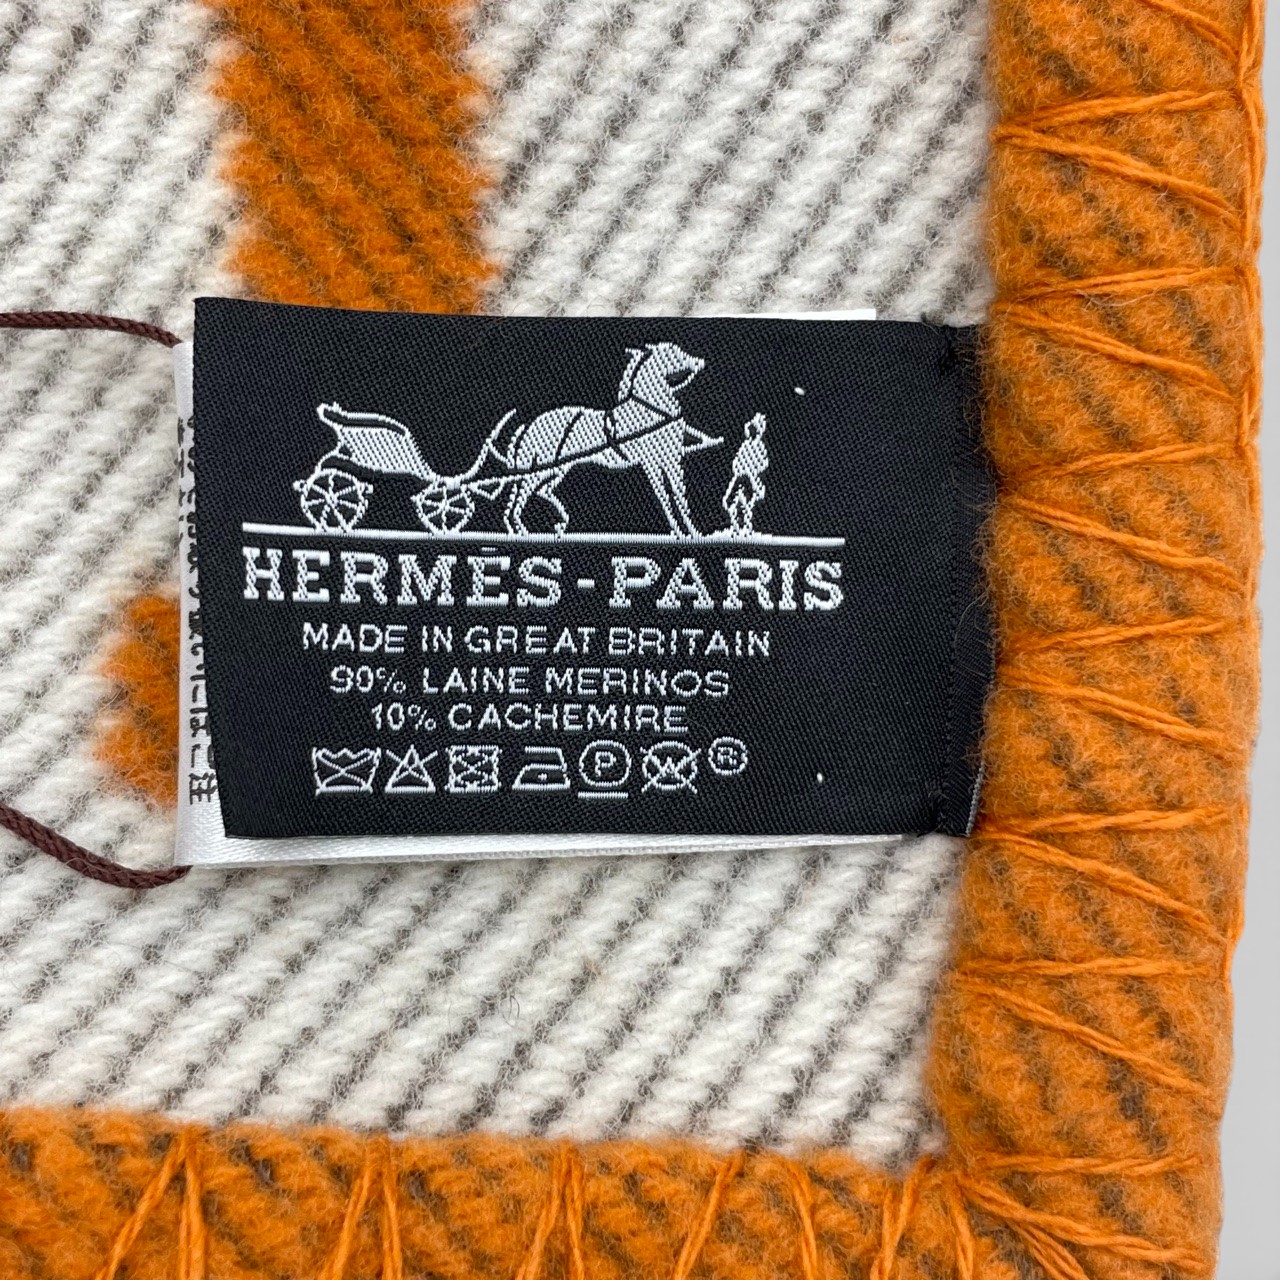 HERMÈS-PARIS
MADE IN GREAT BRITAIN
90% LAINE MERINOS
10% CACHEMIRE
P
®